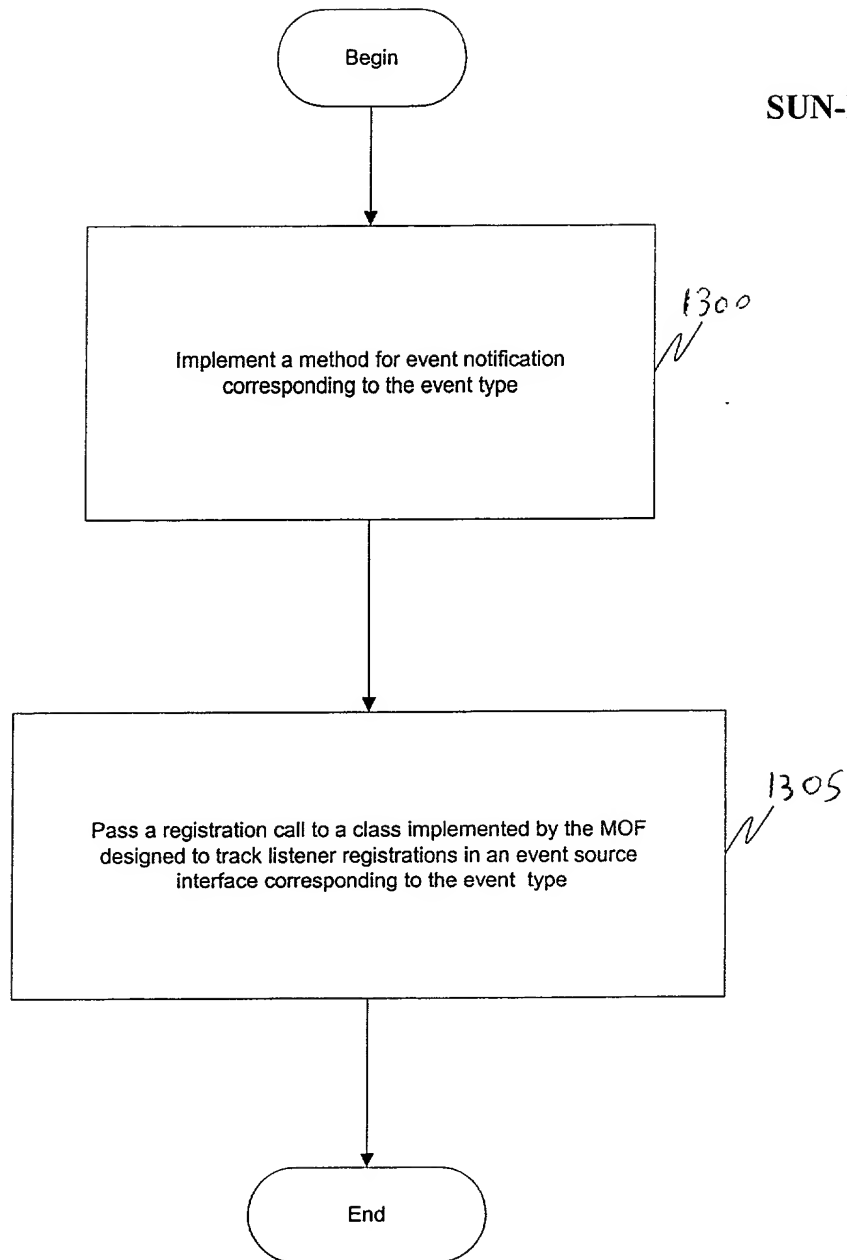 Begin
SUN-
1300
Implement a method for event notification
corresponding to the event type
1305
Pass a registration call to a class implemented by the MOF
designed to track listener registrations in an event source
interface corresponding to the event type
End